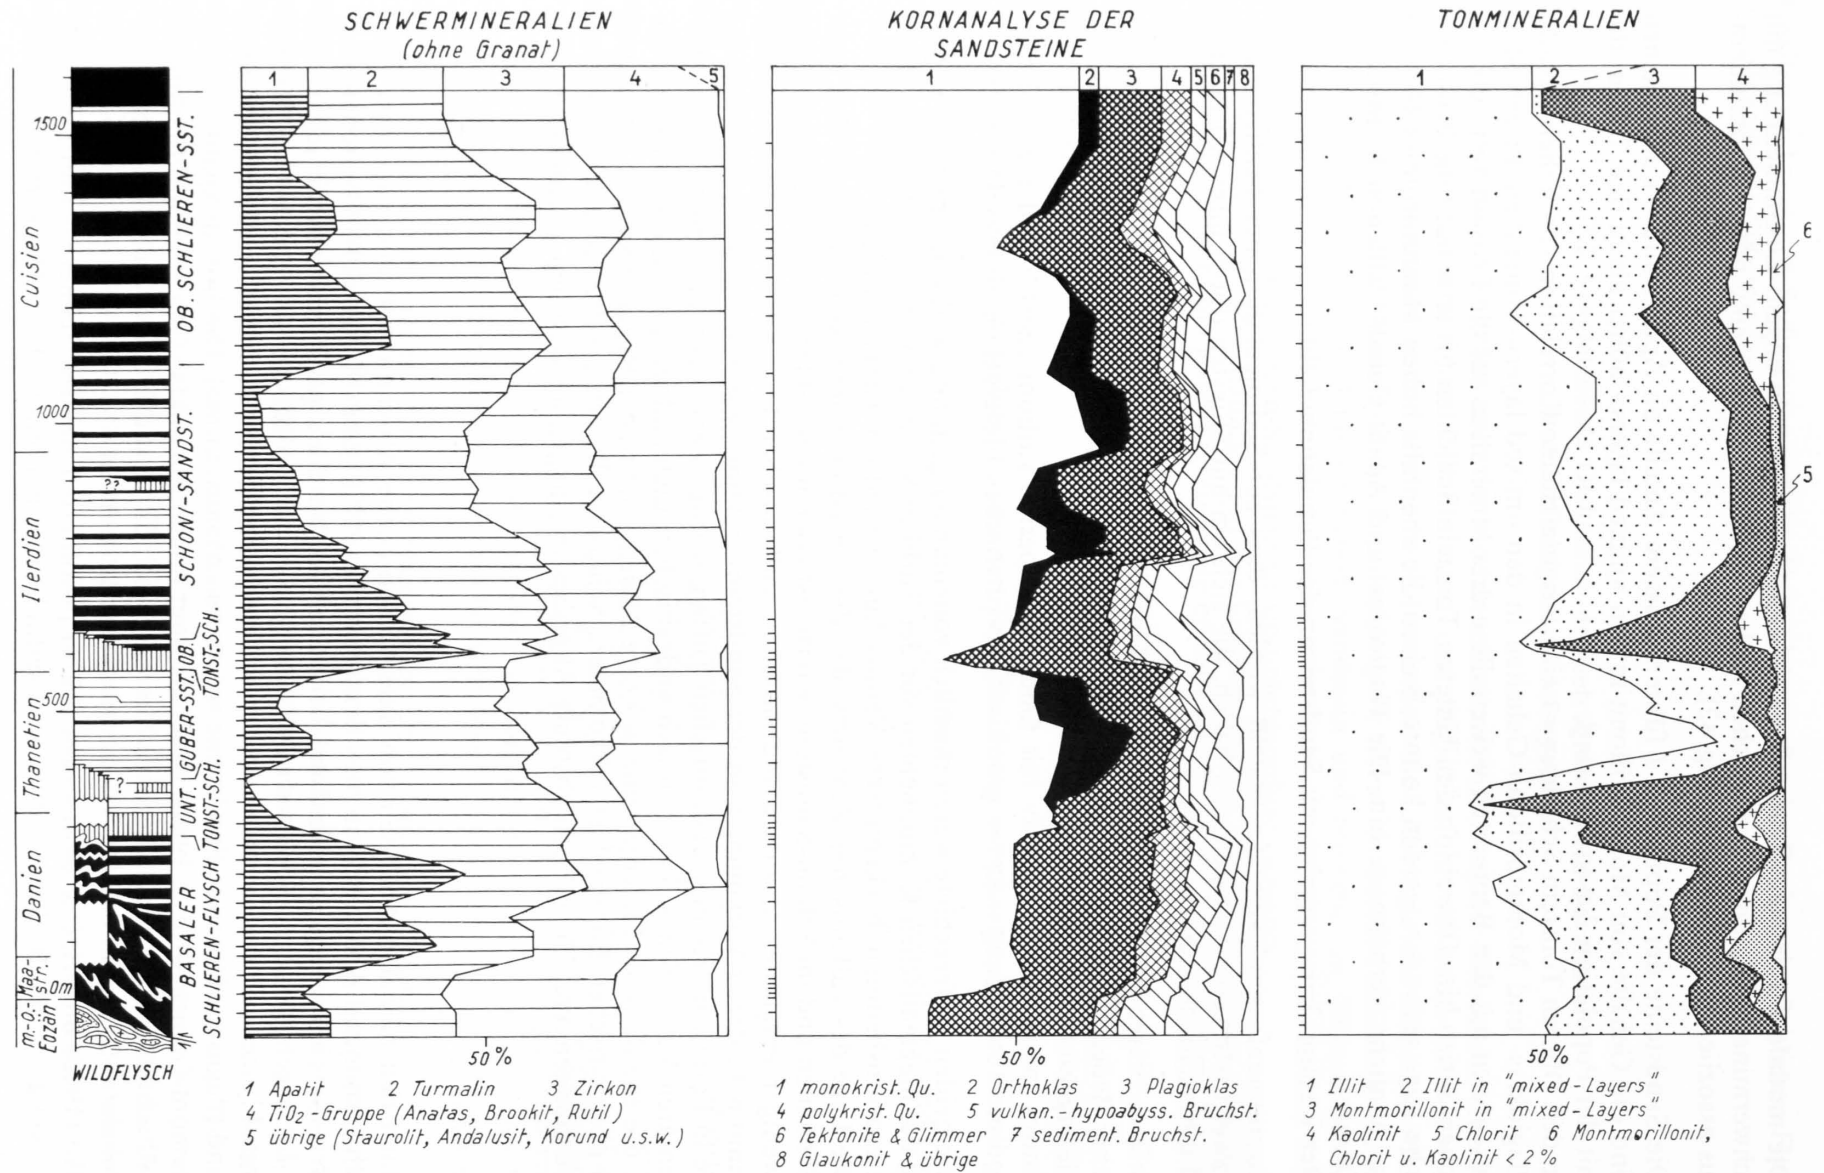 SCHWERMINERALIEN
(ohne Granat)
KORNANALYSE DER
SANDSTEINE
TONMINERALIEN
1 2 3 4 5
1 2 3 4 5 6 7 8
1 2 3 4
1500
1000
500
0m
Cuisien
Ilerdien
Thanetien
Danien
Maa-
str.
m.-o.-
Eozän
OB. SCHLIEREN-SST.
SCHONI-SANDST.
OB.
TONST-SCH.
GUBER-SST.
UNT.
TONST-SCH.
BASALER
SCHLIEREN-FLYSCH
??
?
6
5
WILDFLYSCH
50%
50%
50%
1 Apatit 2 Turmalin 3 Zirkon
4 TiO2-Gruppe (Anatas, Brookit, Rutil)
5 übrige (Staurolit, Andalusit, Korund u.s.w.)
1 monokrist. Qu. 2 Orthoklas 3 Plagioklas
4 polykrist. Qu. 5 vulkan.-hypoabyss. Bruchst.
6 Tektonite & Glimmer 7 sediment. Bruchst.
8 Glaukonit & übrige
1 Illit 2 Illit in "mixed-Layers"
3 Montmorillonit in "mixed-Layers"
4 Kaolinit 5 Chlorit 6 Montmorillonit,
Chlorit u. Kaolinit < 2%